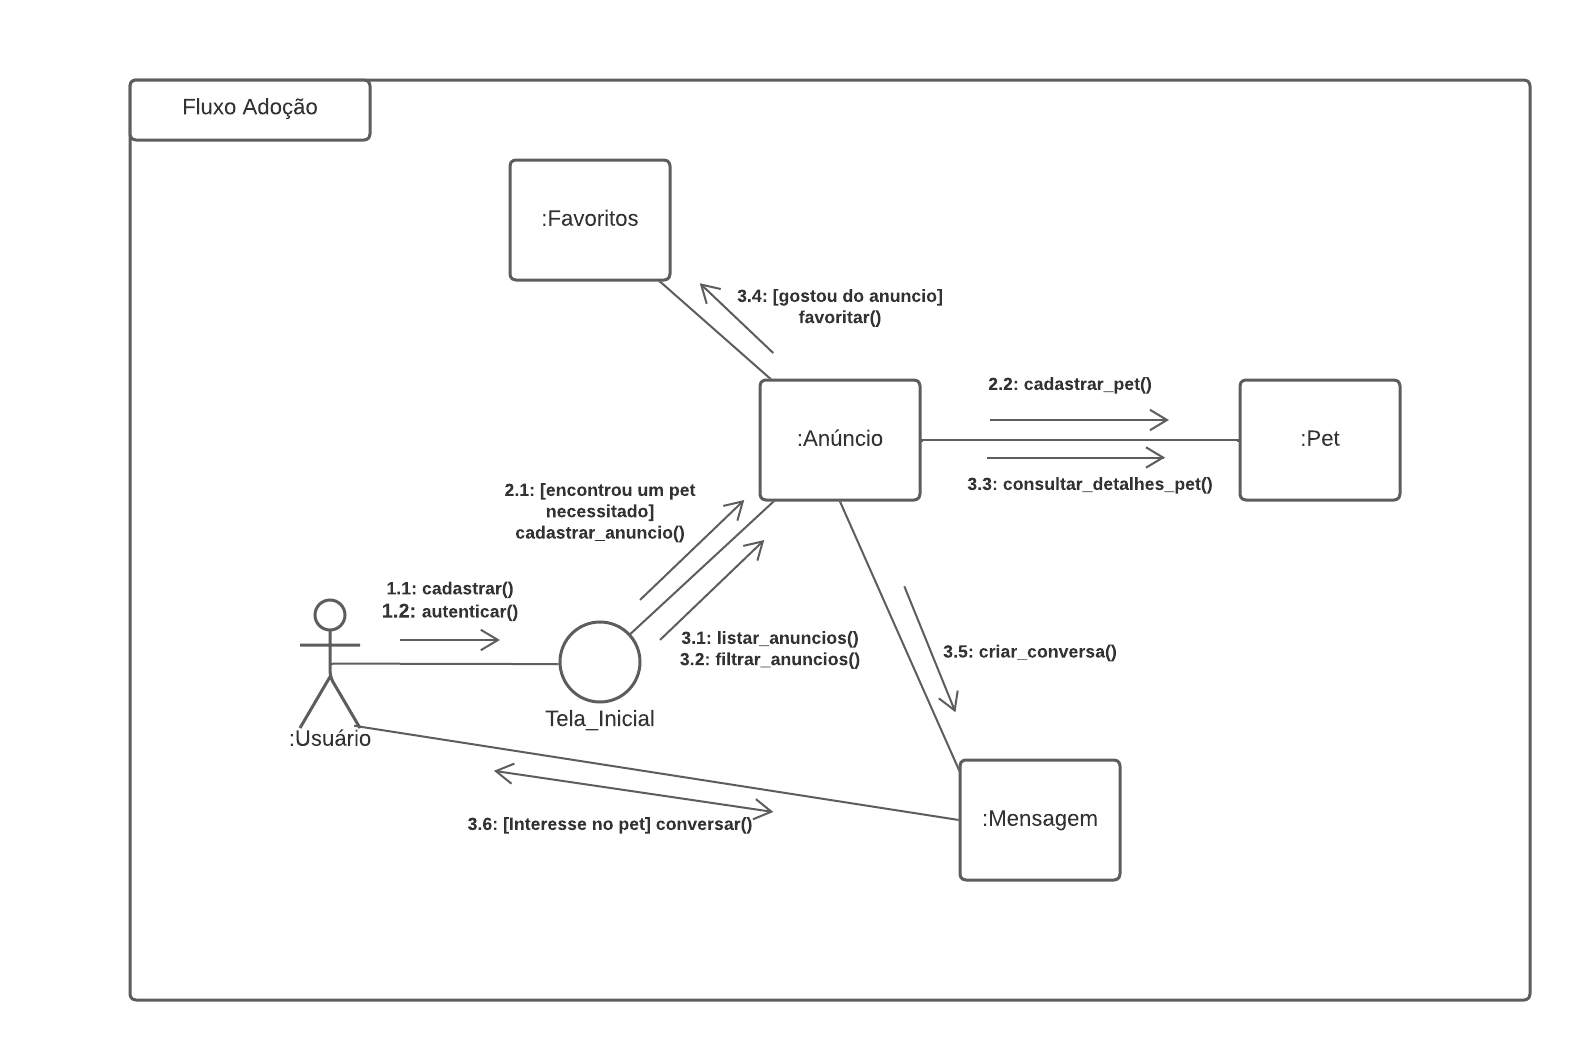 Fluxo Adoção
:Favoritos
3.4: [gostou do anuncio]
favoritar()
2.2: cadastrar_pet()
:Anúncio
:Pet
3.3: consultar_detalhes_pet()
2.1: [encontrou um pet
necessitado]
cadastrar_anuncio()
1.1: cadastrar()
1.2: autenticar()
3.1: listar_anuncios()
3.2: filtrar_anuncios()
3.5: criar_conversa()
Tela_Inicial
:Usuário
3.6: [Interesse no pet] conversar()
:Mensagem